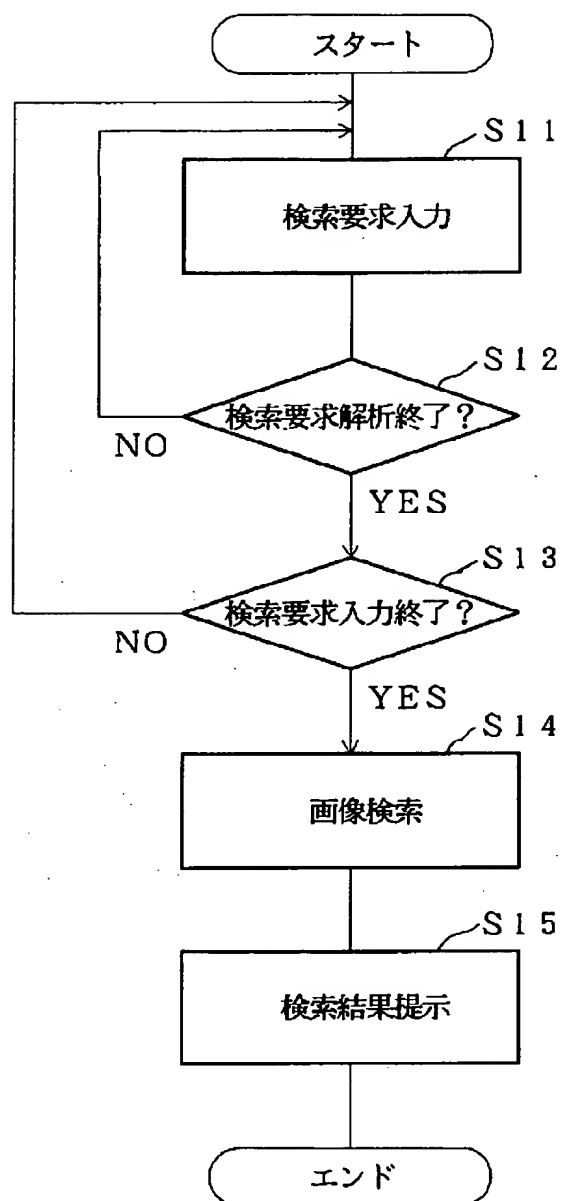 スタート
S11
検索要求入力
S12
検索要求解析終了？
NO
YES
S13
検索要求入力終了？
NO
YES
S14
画像検索
S15
検索結果提示
エンド